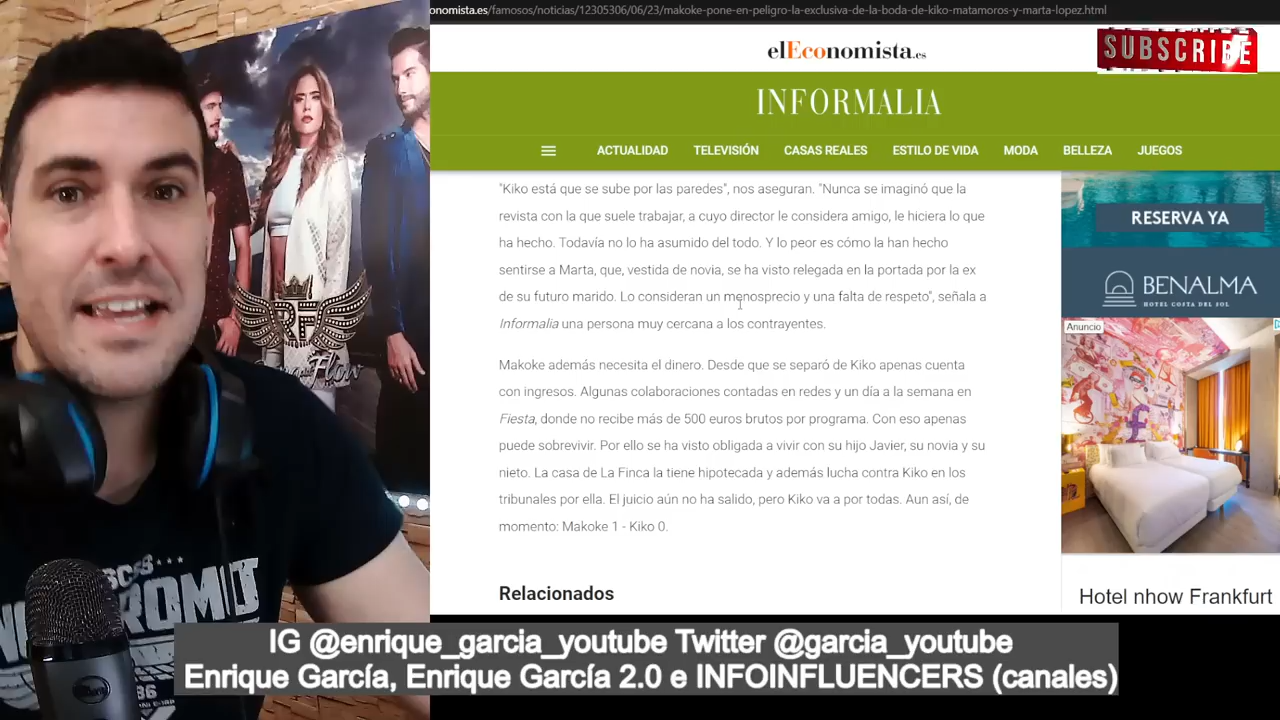 onomista.es/famosos/noticias/12305306/06/23/makoke-pone-en-peligro-la-exclusiva-de-la-boda-de-kiko-matamoros-y-marta-lopez.html
elEconomista.es
SUBSCRIBE
INFORMALIA
ACTUALIDAD TELEVISIÓN CASAS REALES ESTILO DE VIDA MODA BELLEZA JUEGOS
"Kiko está que se sube por las paredes", nos aseguran. "Nunca se imaginó que la
revista con la que suele trabajar, a cuyo director le considera amigo, le hiciera lo que
ha hecho. Todavía no lo ha asumido del todo. Y lo peor es cómo la han hecho
sentirse a Marta, que, vestida de novia, se ha visto relegada en la portada por la ex
de su futuro marido. Lo consideran un menosprecio y una falta de respeto", señala a
Informalia una persona muy cercana a los contrayentes.
Makoke además necesita el dinero. Desde que se separó de Kiko apenas cuenta
con ingresos. Algunas colaboraciones contadas en redes y un día a la semana en
Fiesta, donde no recibe más de 500 euros brutos por programa. Con eso apenas
puede sobrevivir. Por ello se ha visto obligada a vivir con su hijo Javier, su novia y su
nieto. La casa de La Finca la tiene hipotecada y además lucha contra Kiko en los
tribunales por ella. El juicio aún no ha salido, pero Kiko va a por todas. Aun así, de
momento: Makoke 1 - Kiko 0.
Relacionados
RESERVA YA
BENALMA
HOTEL COSTA DEL SOL
Anuncio
Hotel nhow Frankfurt
RF
Flow
86
IG @enrique_garcia_youtube Twitter @garcia_youtube
Enrique García, Enrique García 2.0 e INFOINFLUENCERS (canales)